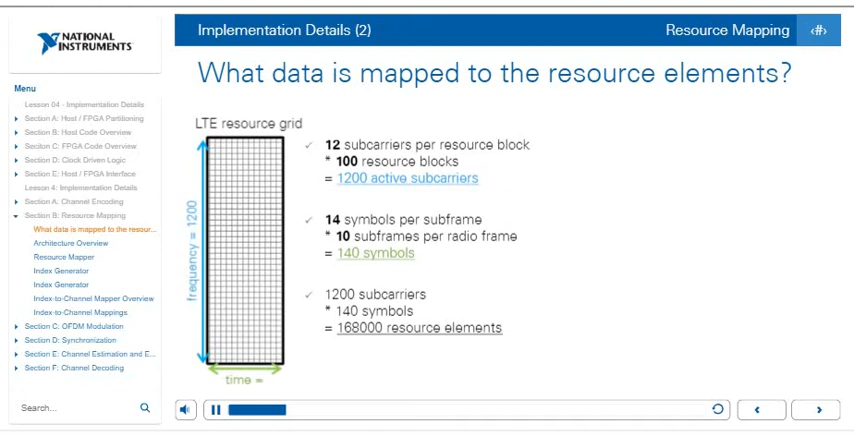 NATIONAL
INSTRUMENTS
Menu
Lesson 04 - Implementation Details
Section A: Host / FPGA Partitioning
Section B: Host Code Overview
Seciton C: FPGA Code Overview
Section D: Clock Driven Logic
Section E: Host / FPGA Interface
Lesson 4: Implementation Details
Section A: Channel Encoding
Section B: Resource Mapping
What data is mapped to the resour...
Architecture Overview
Resource Mapper
Index Generator
Index Generator
Index-to-Channel Mapper Overview
Index-to-Channel Mappings
Section C: OFDM Modulation
Section D: Synchronization
Section E: Channel Estimation and E...
Section F: Channel Decoding
Search...
Implementation Details (2)
Resource Mapping ‹#›
What data is mapped to the resource elements?
LTE resource grid
frequency = 1200
time =
✓ 12 subcarriers per resource block
* 100 resource blocks
= 1200 active subcarriers
✓ 14 symbols per subframe
* 10 subframes per radio frame
= 140 symbols
✓ 1200 subcarriers
* 140 symbols
= 168000 resource elements